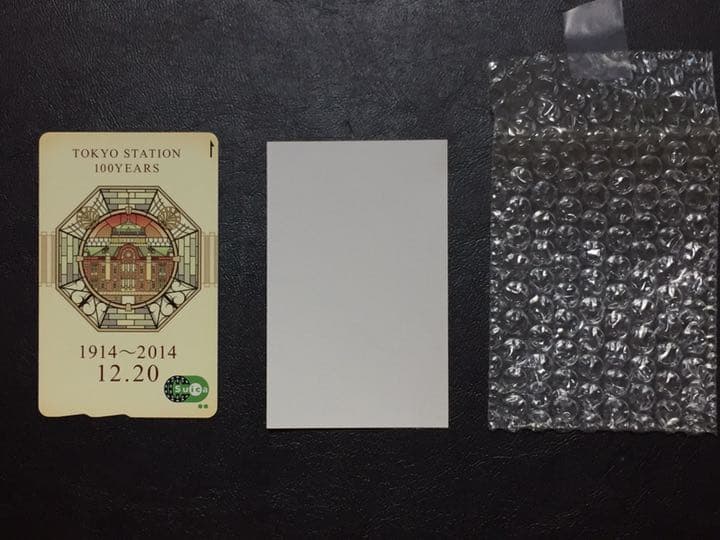 TOKYO STATION
100YEARS
1914〜2014
12.20
Suica